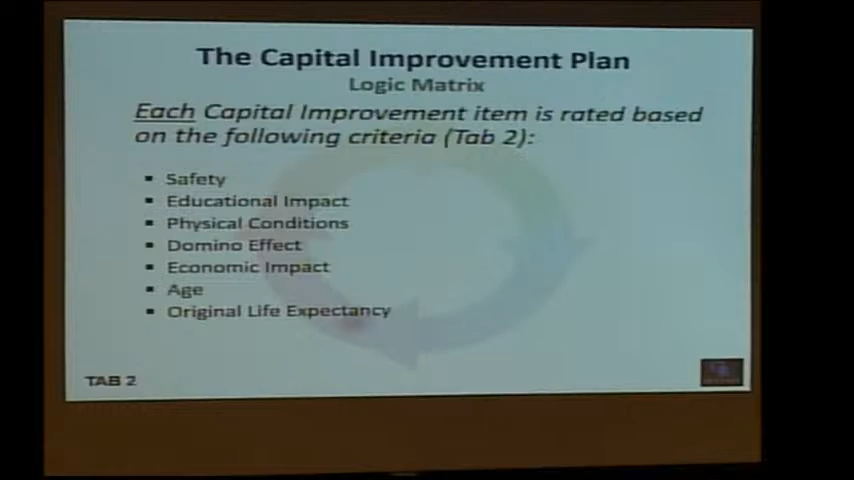 The Capital Improvement Plan
Logic Matrix
Each Capital Improvement item is rated based
on the following criteria (Tab 2):
▪ Safety
▪ Educational Impact
▪ Physical Conditions
▪ Domino Effect
▪ Economic Impact
▪ Age
▪ Original Life Expectancy
TAB 2